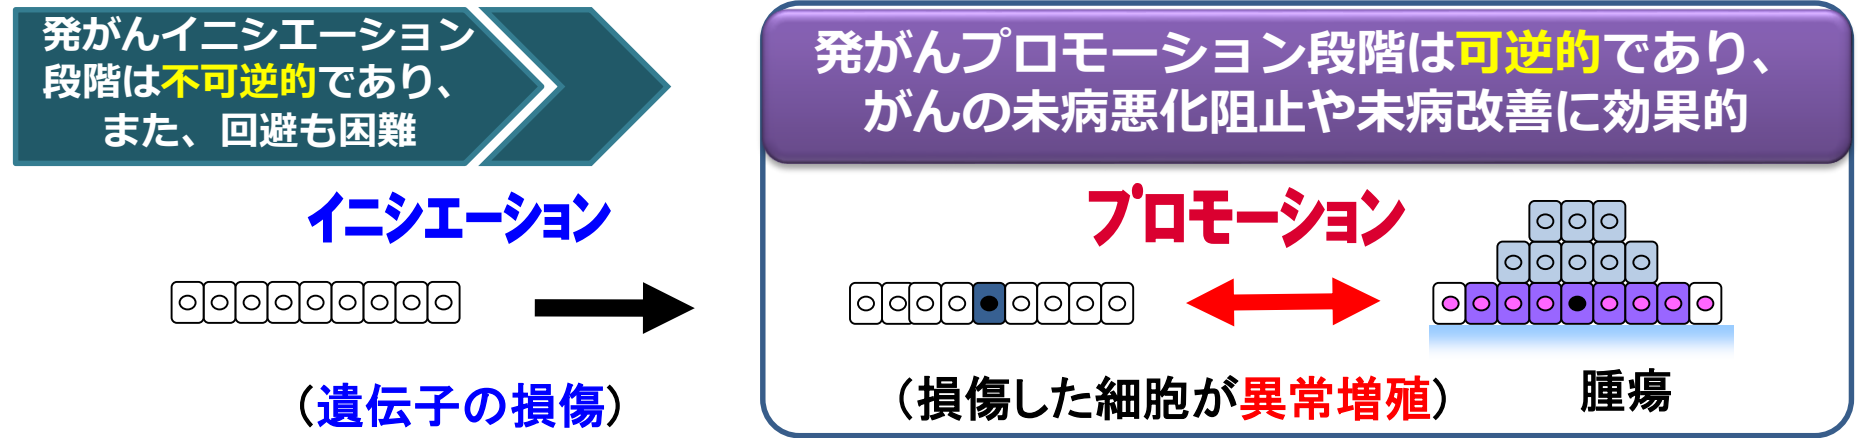 発がんイニシエーション
段階は不可逆的であり、
また、回避も困難
発がんプロモーション段階は可逆的であり、
がんの未病悪化阻止や未病改善に効果的
イニシエーション
プロモーション
（遺伝子の損傷）
（損傷した細胞が異常増殖）
腫瘍